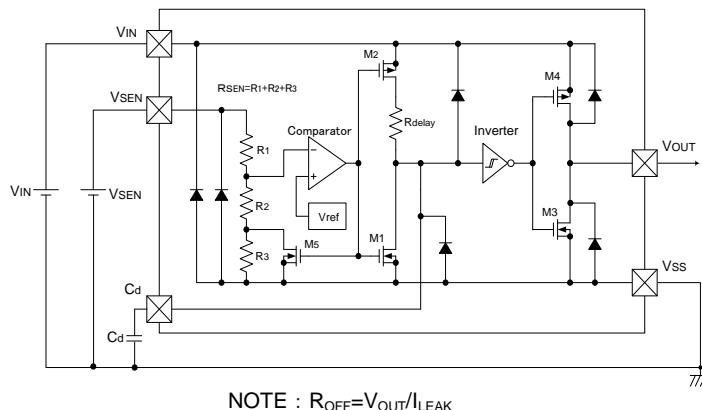 VIN
M2
M4
RSEN=R1+R2+R3
VSEN
Comparator
Rdelay
Inverter
R1
−
+
VOUT
VIN
VSEN
R2
Vref
M3
M5
M1
R3
VSS
Cd
Cd
NOTE : ROFF=VOUT/ILEAK